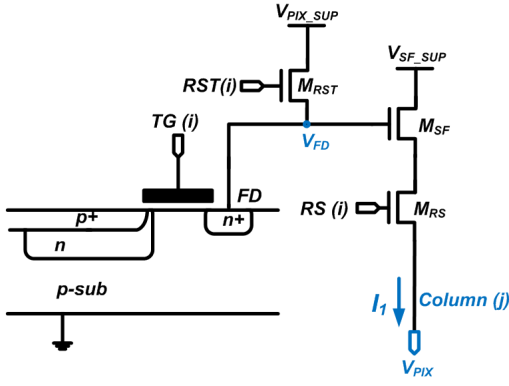 VPIX_SUP
VSF_SUP
RST(i)
MRST
TG (i)
MSF
VFD
FD
RS (i)
MRS
p+
n+
n
p-sub
I1
Column (j)
VPIX